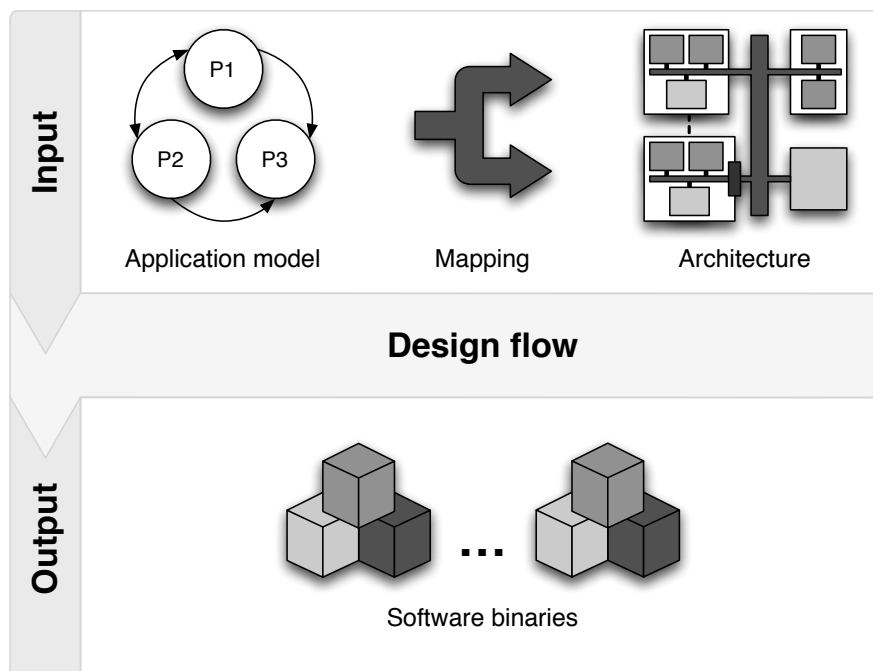 Input
P1
P2
P3
Application model
Mapping
Architecture
Design flow
Output
...
Software binaries